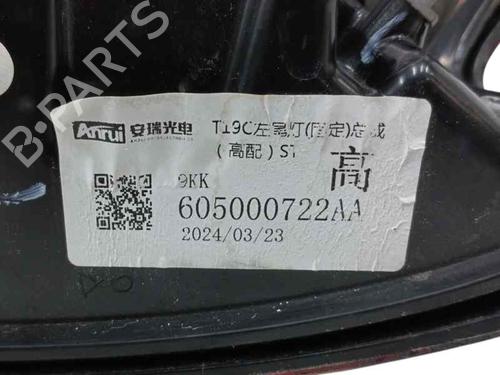 B-PARTS
Anrui 安瑞光电 T19C左尾灯(固定)总成
(高配) ST 高
9KK
605000722AA
2024/03/23